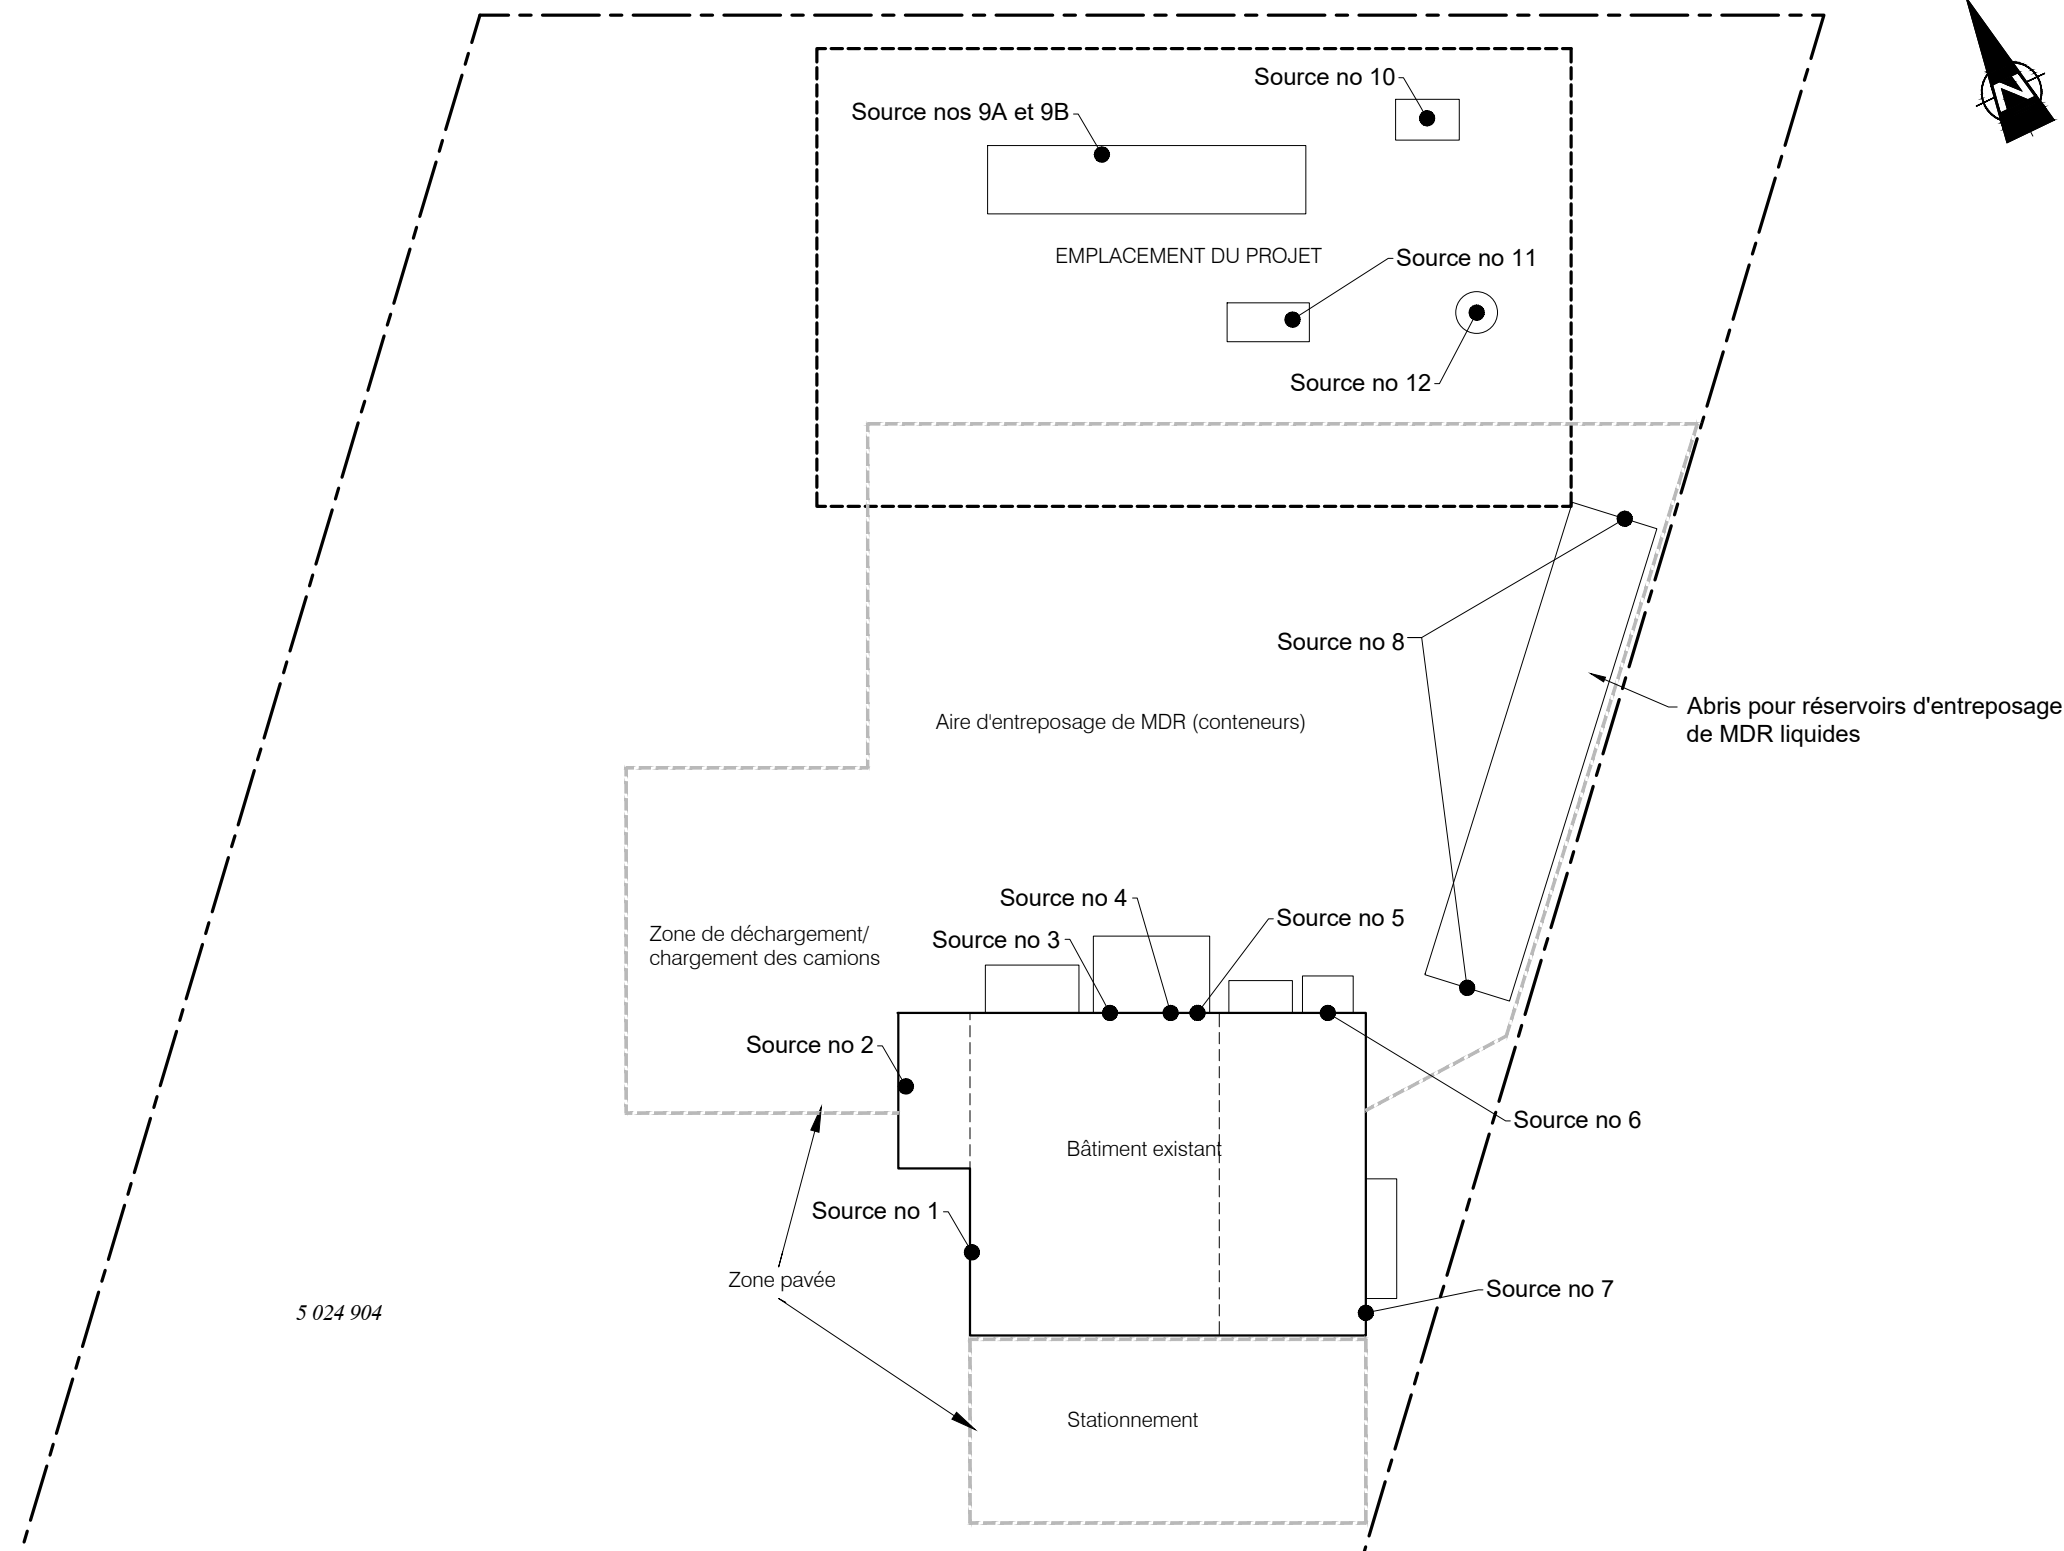 Source no 10
Source nos 9A et 9B
EMPLACEMENT DU PROJET
Source no 11
Source no 12
Source no 8
Abris pour réservoirs d'entreposage
de MDR liquides
Aire d'entreposage de MDR (conteneurs)
Source no 4
Source no 5
Source no 3
Zone de déchargement/
chargement des camions
Source no 2
Source no 6
Bâtiment existant
Source no 1
Zone pavée
Source no 7
5 024 904
Stationnement
N